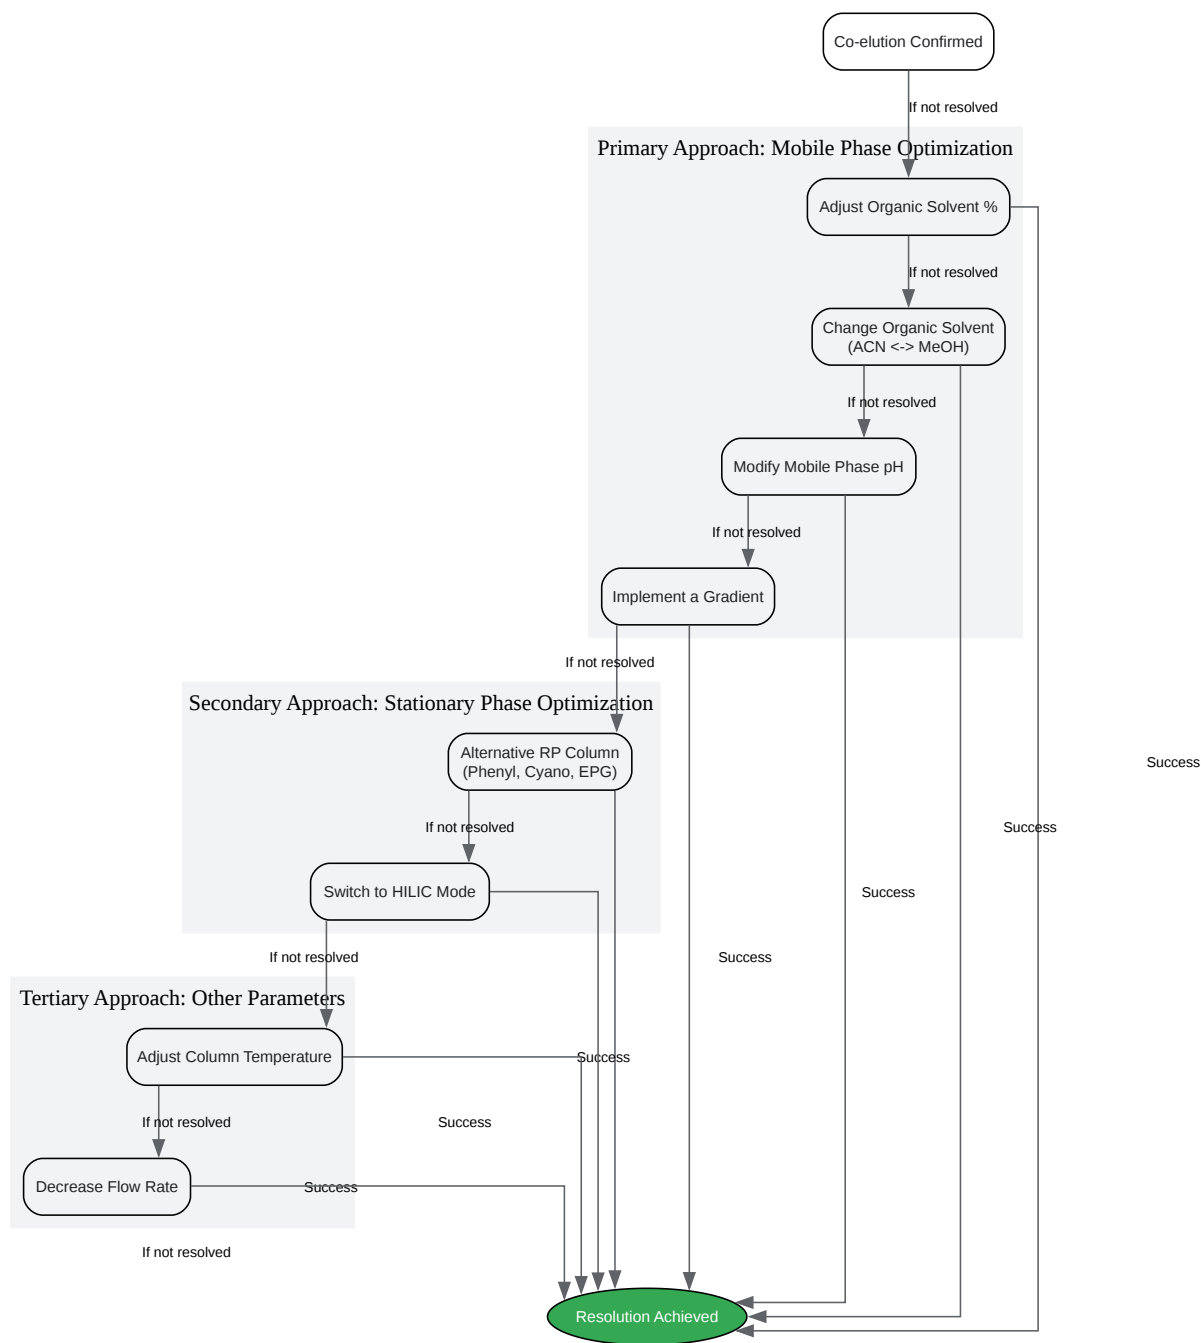 Co-elution Confirmed
If not resolved
Primary Approach: Mobile Phase Optimization
Adjust Organic Solvent %
If not resolved
Change Organic Solvent
(ACN <-> MeOH)
If not resolved
Modify Mobile Phase pH
If not resolved
Implement a Gradient
If not resolved
Secondary Approach: Stationary Phase Optimization
Alternative RP Column
(Phenyl, Cyano, EPG)
Success
If not resolved
Success
Switch to HILIC Mode
Success
If not resolved
Success
Tertiary Approach: Other Parameters
Adjust Column Temperature
Success
If not resolved
Success
Decrease Flow Rate
Success
If not resolved
Resolution Achieved